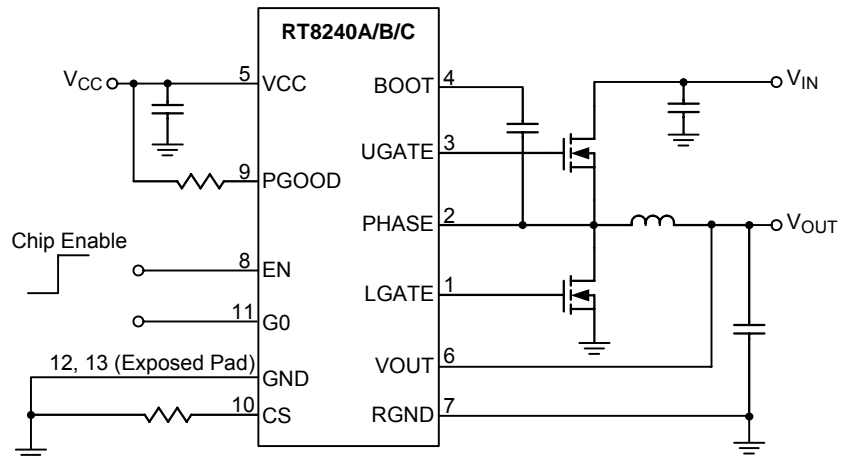 RT8240A/B/C
VCC
5
VCC
BOOT
4
VIN
UGATE
3
9
PGOOD
PHASE
2
VOUT
Chip Enable
8
EN
LGATE
1
11
G0
12, 13 (Exposed Pad)
GND
VOUT
6
10
CS
RGND
7